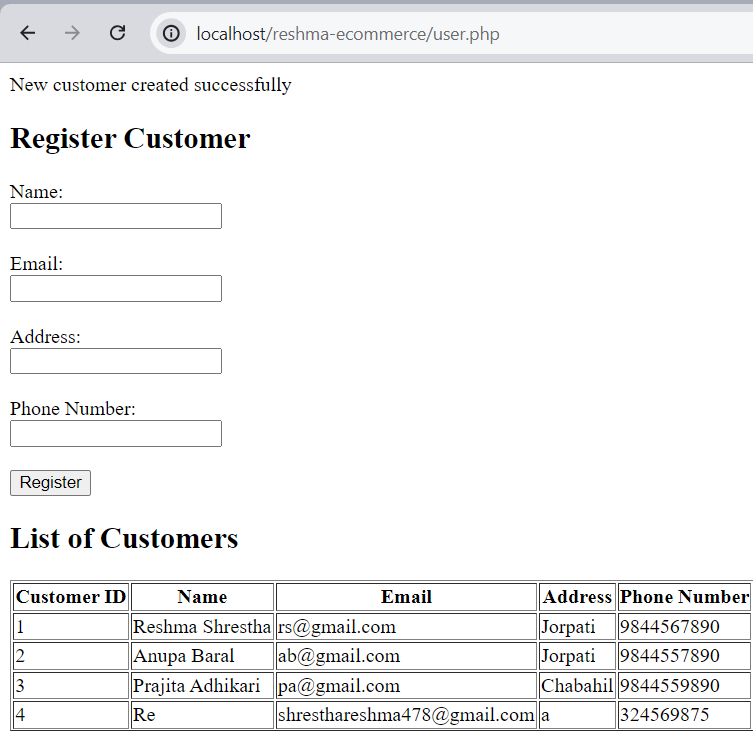 localhost/reshma-ecommerce/user.php
New customer created successfully
Register Customer
Name:
Email:
Address:
Phone Number:
Register
List of Customers
Customer ID Name Email Address Phone Number
1 Reshma Shrestha rs@gmail.com Jorpati 9844567890
2 Anupa Baral ab@gmail.com Jorpati 9844557890
3 Prajita Adhikari pa@gmail.com Chabahil 9844559890
4 Re shresthareshma478@gmail.com a 324569875